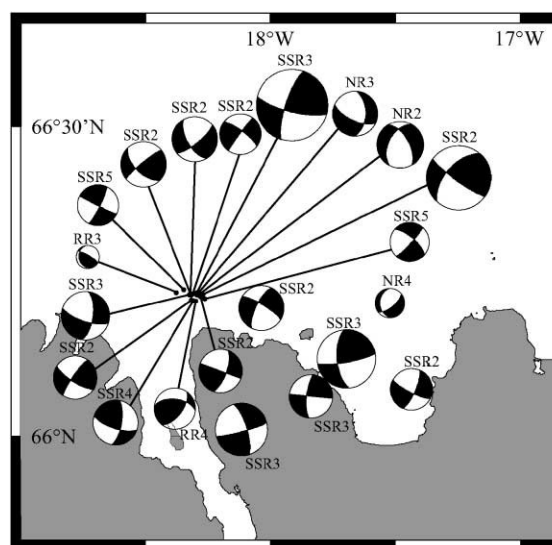 18°W
17°W
SSR3
NR3
SSR2
SSR2
NR2
SSR2
SSR2
66°30'N
SSR5
SSR5
RR3
NR4
SSR3
SSR2
SSR3
SSR2
SSR2
SSR2
SSR4
SSR3
RR4
66°N
SSR3